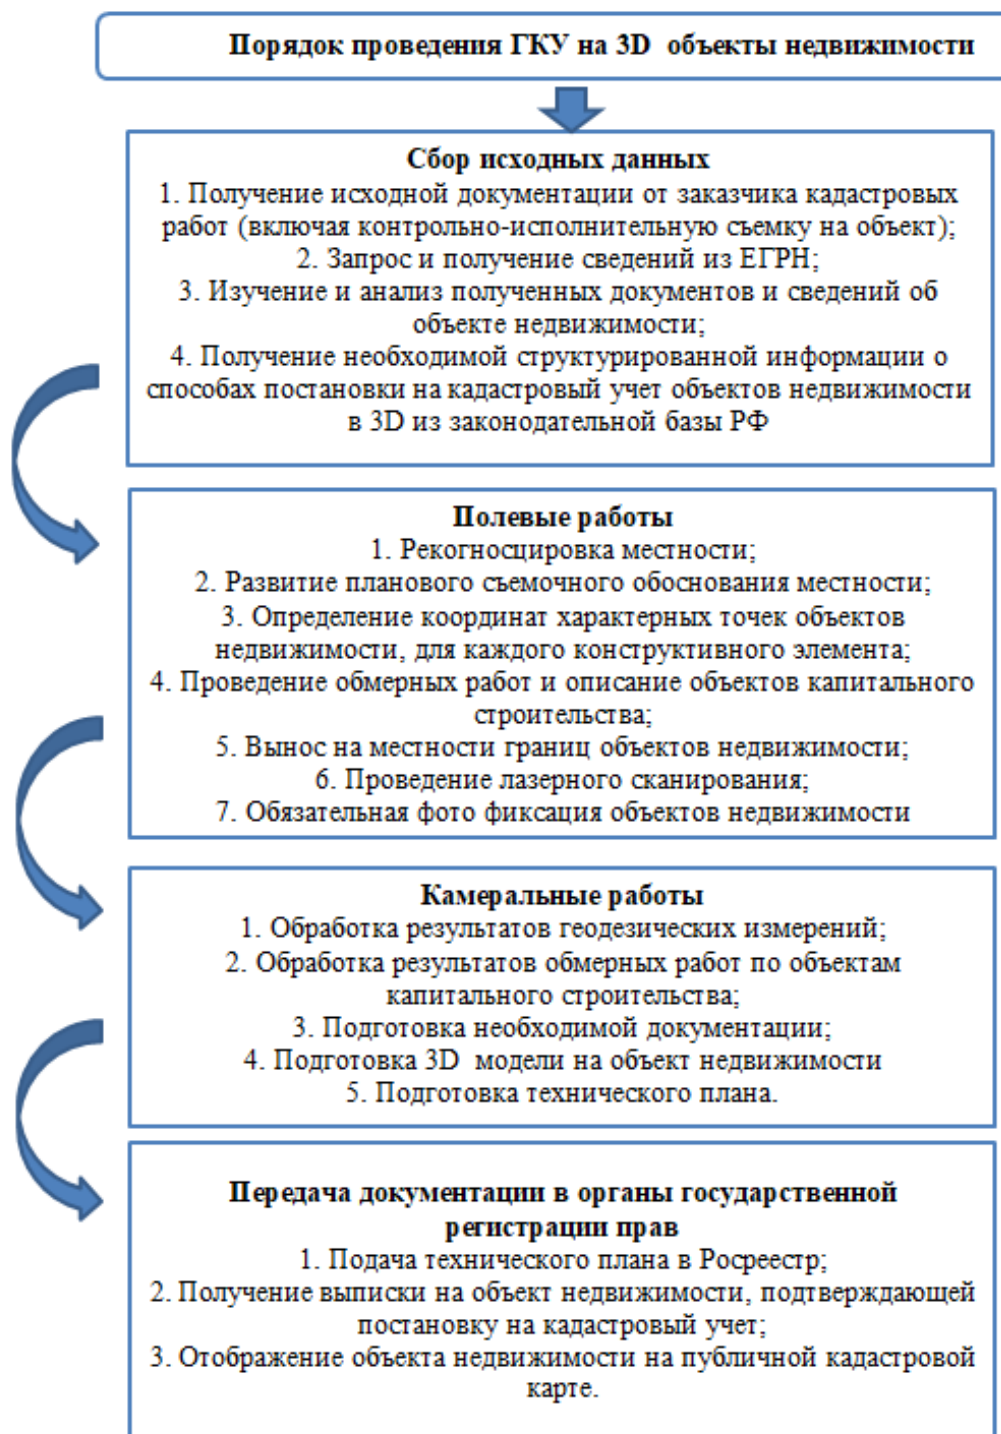 Порядок проведения ГКУ на 3D объекты недвижимости
Сбор исходных данных
1. Получение исходной документации от заказчика кадастровых
работ (включая контрольно-исполнительную съемку на объект);
2. Запрос и получение сведений из ЕГРН;
3. Изучение и анализ полученных документов и сведений об
объекте недвижимости;
4. Получение необходимой структурированной информации о
способах постановки на кадастровый учет объектов недвижимости
в 3D из законодательной базы РФ
Полевые работы
1. Рекогносцировка местности;
2. Развитие планового съемочного обоснования местности;
3. Определение координат характерных точек объектов
недвижимости, для каждого конструктивного элемента;
4. Проведение обмерных работ и описание объектов капитального
строительства;
5. Вынос на местности границ объектов недвижимости;
6. Проведение лазерного сканирования;
7. Обязательная фото фиксация объектов недвижимости
Камеральные работы
1. Обработка результатов геодезических измерений;
2. Обработка результатов обмерных работ по объектам
капитального строительства;
3. Подготовка необходимой документации;
4. Подготовка 3D модели на объект недвижимости
5. Подготовка технического плана.
Передача документации в органы государственной
регистрации прав
1. Подача технического плана в Росреестр;
2. Получение выписки на объект недвижимости, подтверждающей
постановку на кадастровый учет;
3. Отображение объекта недвижимости на публичной кадастровой
карте.